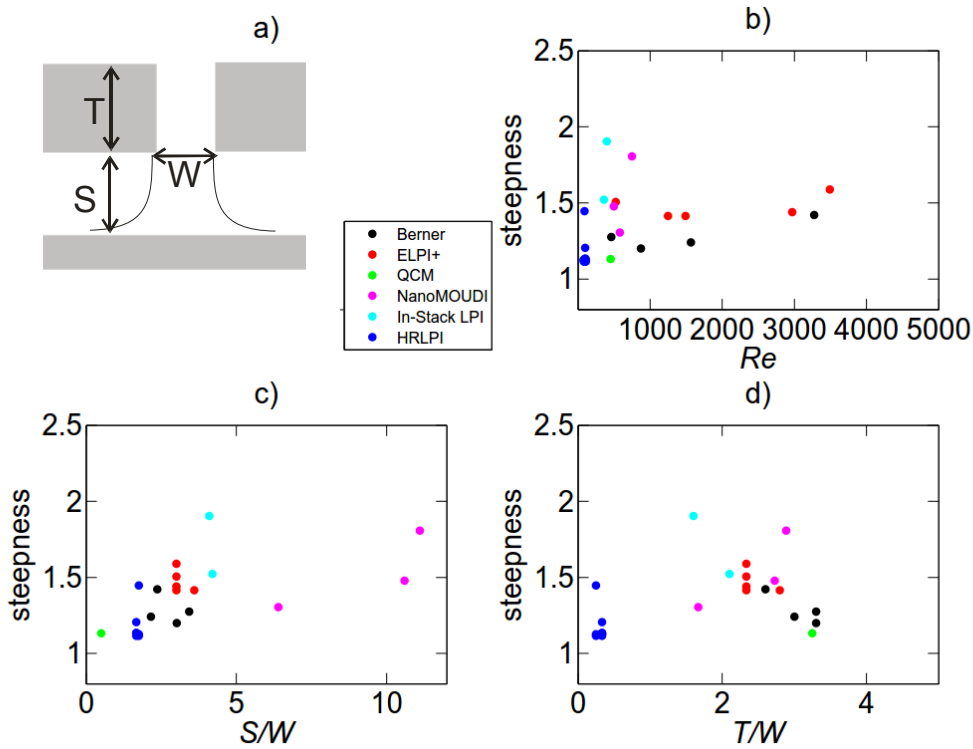 a)
T
S
W
Berner
ELPI+
QCM
NanoMOUDI
In-Stack LPI
HRLPI
b)
2.5
2
1.5
1
steepness
1000 2000 3000 4000 5000
Re
c)
2.5
2
1.5
1
steepness
0 5 10
S/W
d)
2.5
2
1.5
1
steepness
0 2 4
T/W